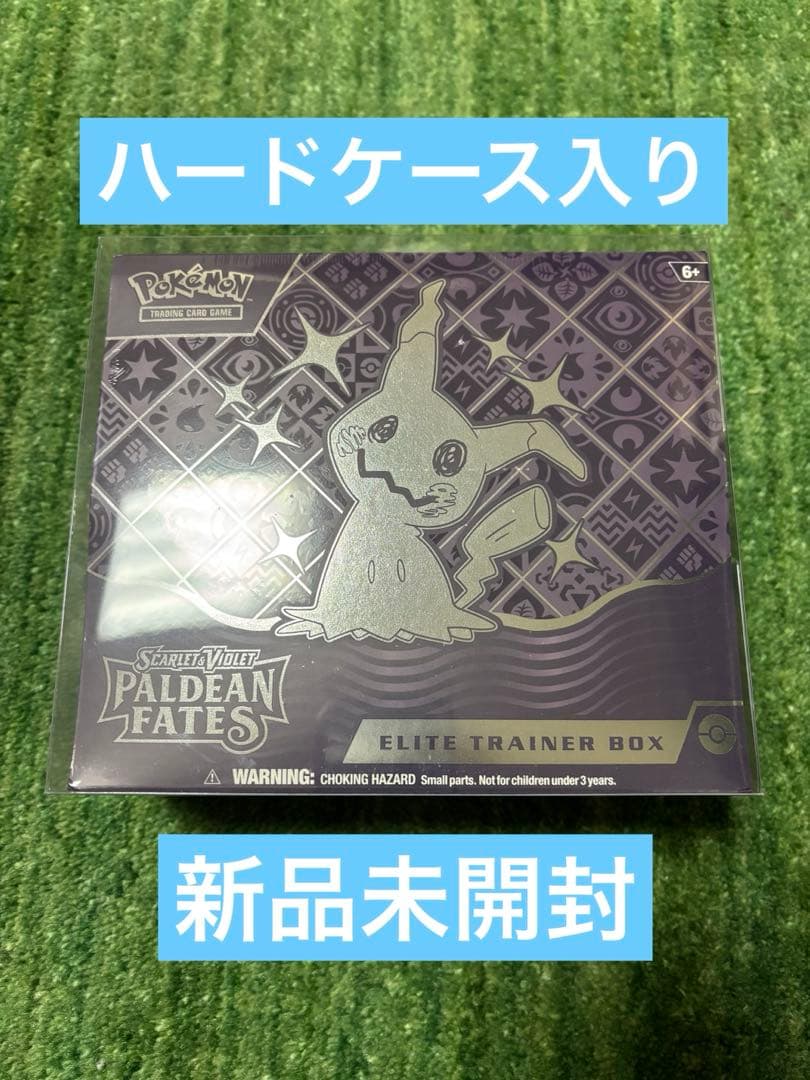 ハードケース入り
POKéMON
TRADING CARD GAME
6+
SCARLET & VIOLET
PALDEAN
FATES
ELITE TRAINER BOX
⚠ WARNING: CHOKING HAZARD Small parts. Not for children under 3 years.
新品未開封